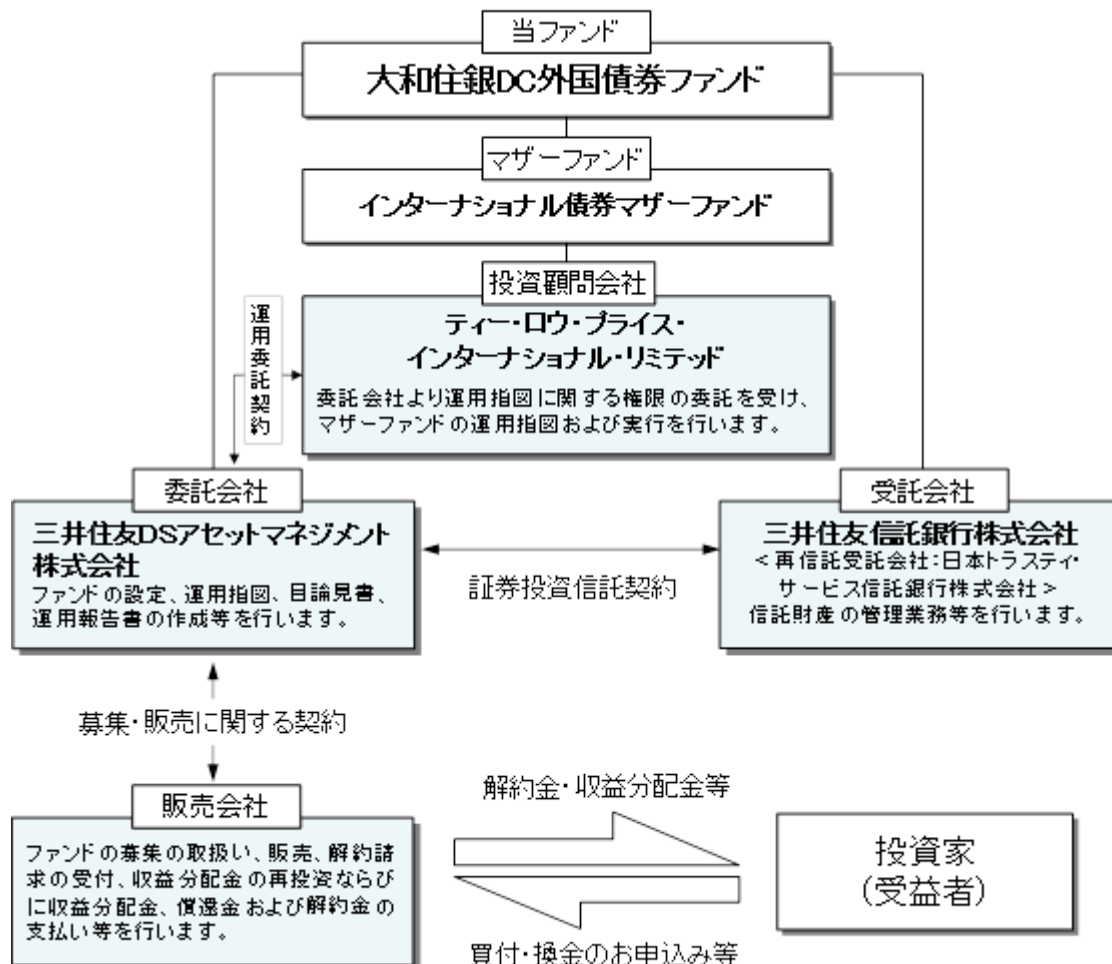 当ファンド
大和住銀DC外国債券ファンド
マザーファンド
インターナショナル債券マザーファンド
投資顧問会社
ティー・ロウ・プライス・
インターナショナル・リミテッド
委託会社より運用指図に関する権限の委託を受け、
マザーファンドの運用指図および実行を行います。
運用委託契約
委託会社
三井住友DSアセットマネジメント
株式会社
ファンドの設定、運用指図、目論見書、
運用報告書の作成等を行います。
証券投資信託契約
受託会社
三井住友信託銀行株式会社
<再信託受託会社:日本トラスティ・
サービス信託銀行株式会社>
信託財産の管理業務等を行います。
募集・販売に関する契約
販売会社
ファンドの募集の取扱い、販売、解約請
求の受付、収益分配金の再投資ならび
に収益分配金、償還金および解約金の
支払い等を行います。
解約金・収益分配金等
買付・換金のお申込み等
投資家
(受益者)